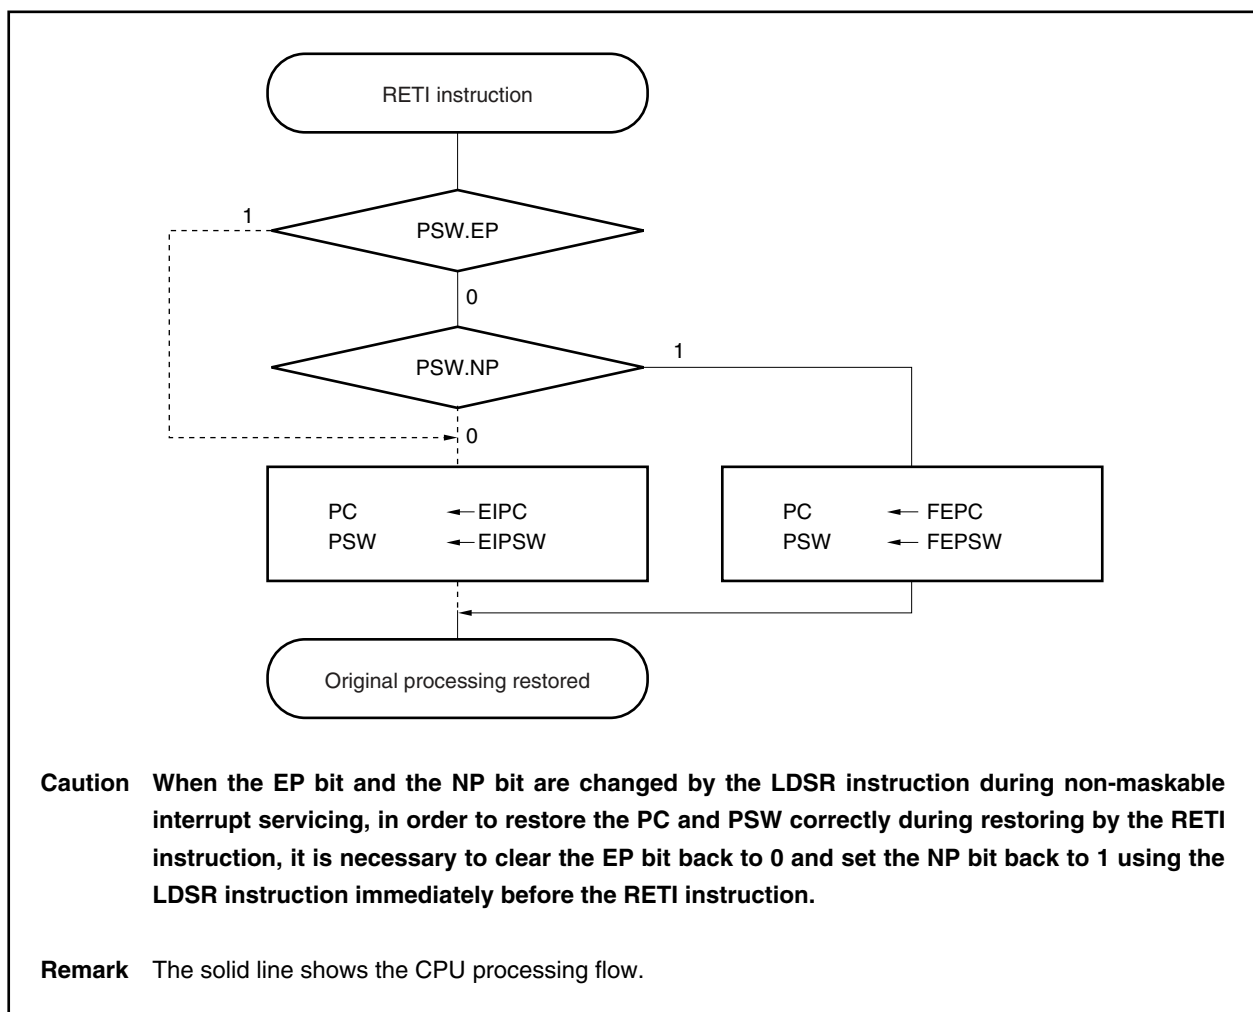 RETI instruction
1
PSW.EP
0
1
PSW.NP
0
PC ← EIPC
PSW ← EIPSW
PC ← FEPC
PSW ← FEPSW
Original processing restored
Caution When the EP bit and the NP bit are changed by the LDSR instruction during non-maskable
interrupt servicing, in order to restore the PC and PSW correctly during restoring by the RETI
instruction, it is necessary to clear the EP bit back to 0 and set the NP bit back to 1 using the
LDSR instruction immediately before the RETI instruction.
Remark The solid line shows the CPU processing flow.